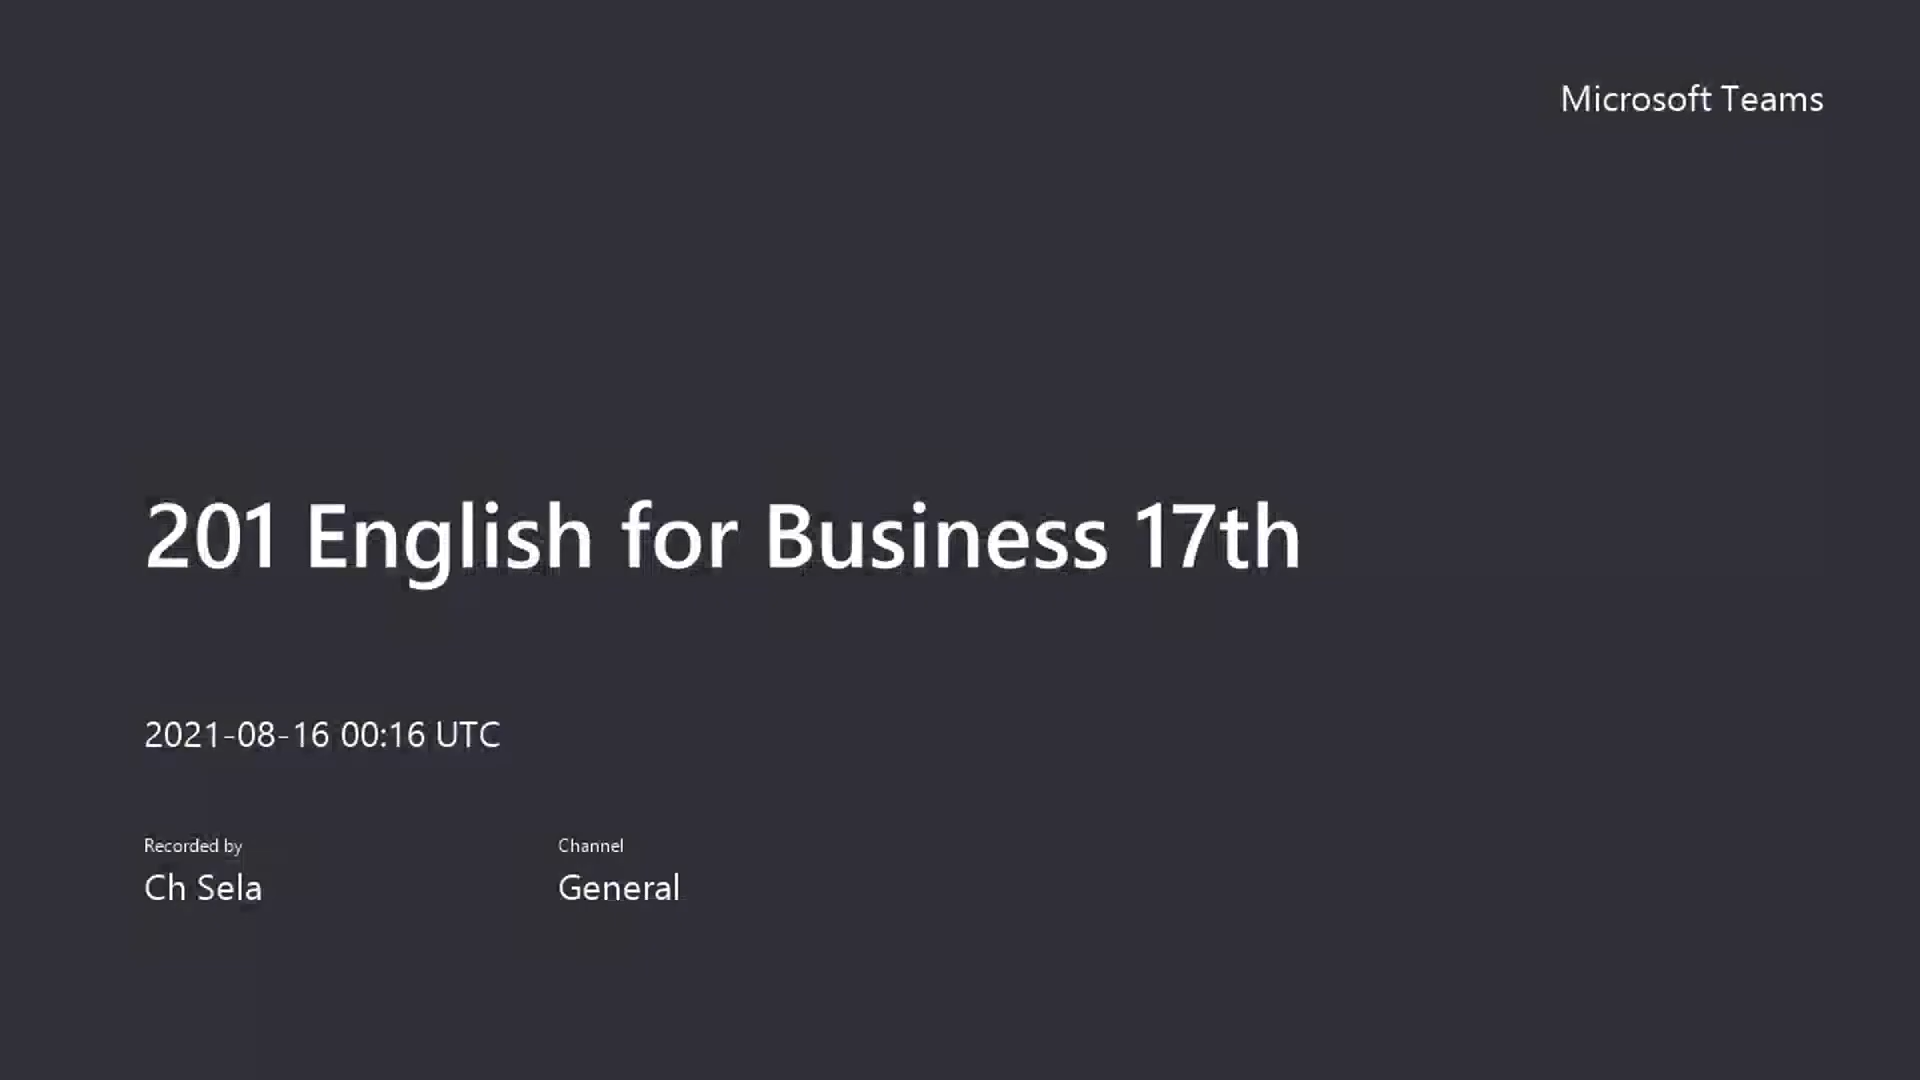 Microsoft Teams
201 English for Business 17th
2021-08-16 00:16 UTC
Recorded by
Ch Sela
Channel
General